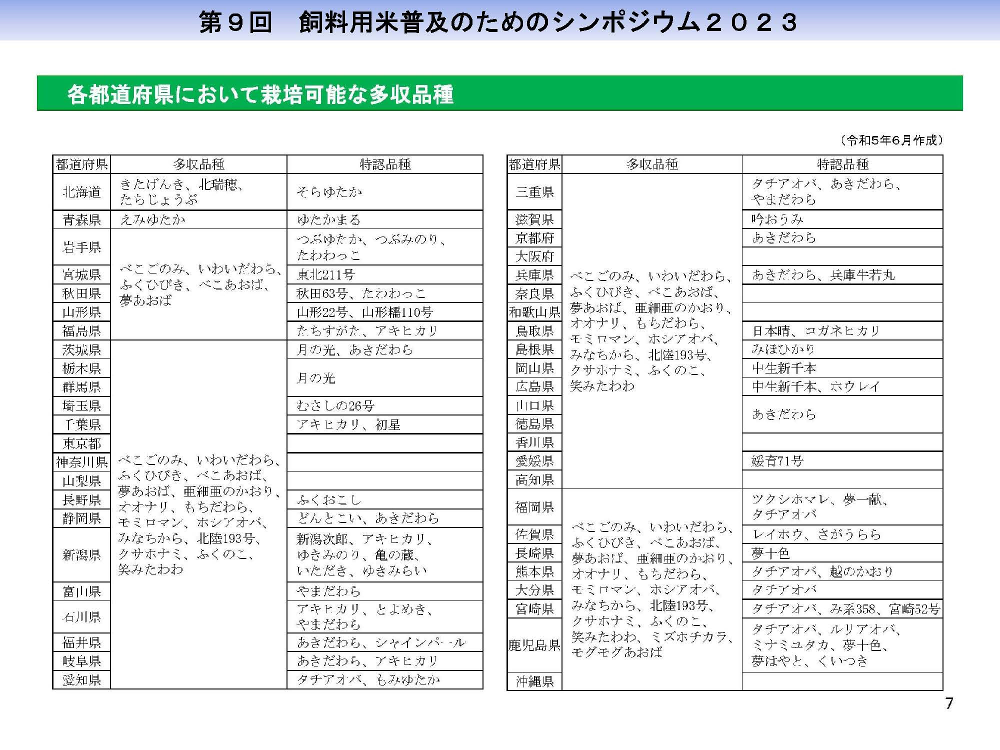 第９回　飼料用米普及のためのシンポジウム２０２３
各都道府県において栽培可能な多収品種
（令和5年6月作成）
都道府県 多収品種 特認品種
北海道 きたげんき、北瑞穂、
たちじょうぶ そらゆたか
青森県 えみゆたか ゆたかまる
岩手県 つぶゆたか、つぶみのり、
たわわっこ
べこごのみ、いわいだわら、
ふくひびき、べこあおば、
夢あおば
宮城県 東北211号
秋田県 秋田63号、たわわっこ
山形県 山形22号、山形糯110号
福島県 たちすがた、アキヒカリ
茨城県 月の光、あきだわら
栃木県
群馬県
月の光
埼玉県 むさしの26号
千葉県 アキヒカリ、初星
東京都
神奈川県
山梨県
長野県 ふくおこし
静岡県 どんとこい、あきだわら
べこごのみ、いわいだわら、
ふくひびき、べこあおば、
夢あおば、亜細亜のかおり、
オオナリ、もちだわら、
モミロマン、ホシアオバ、
みなちから、北陸193号、
クサホナミ、ふくのこ、
笑みたわわ
新潟県 新潟次郎、アキヒカリ、
ゆきみのり、亀の蔵、
いただき、ゆきみらい
富山県 やまだわら
石川県 アキヒカリ、とよめき、
やまだわら
福井県 あきだわら、シャインパール
岐阜県 あきだわら、アキヒカリ
愛知県 タチアオバ、もみゆたか
都道府県 多収品種 特認品種
三重県 タチアオバ、あきだわら、
やまだわら
滋賀県 吟おうみ
京都府 あきだわら
大阪府
兵庫県 あきだわら、兵庫牛若丸
奈良県
和歌山県
鳥取県 日本晴、コガネヒカリ
島根県 みほひかり
岡山県 中生新千本
広島県 中生新千本、ホウレイ
べこごのみ、いわいだわら、
ふくひびき、べこあおば、
夢あおば、亜細亜のかおり、
オオナリ、もちだわら、
モミロマン、ホシアオバ、
みなちから、北陸193号、
クサホナミ、ふくのこ、
笑みたわわ
山口県
徳島県
あきだわら
香川県
愛媛県 媛育71号
高知県
福岡県 ツクシホマレ、夢一献、
タチアオバ
佐賀県 レイホウ、さがうらら
長崎県 夢十色
熊本県 タチアオバ、越のかおり
大分県 タチアオバ
宮崎県 タチアオバ、み系358、宮崎52号
べこごのみ、いわいだわら、
ふくひびき、べこあおば、
夢あおば、亜細亜のかおり、
オオナリ、もちだわら、
モミロマン、ホシアオバ、
みなちから、北陸193号、
クサホナミ、ふくのこ、
笑みたわわ、ミズホチカラ、
モグモグあおば
鹿児島県 タチアオバ、ルリアオバ、
ミナミユタカ、夢十色、
夢はやと、くいつき
沖縄県
7